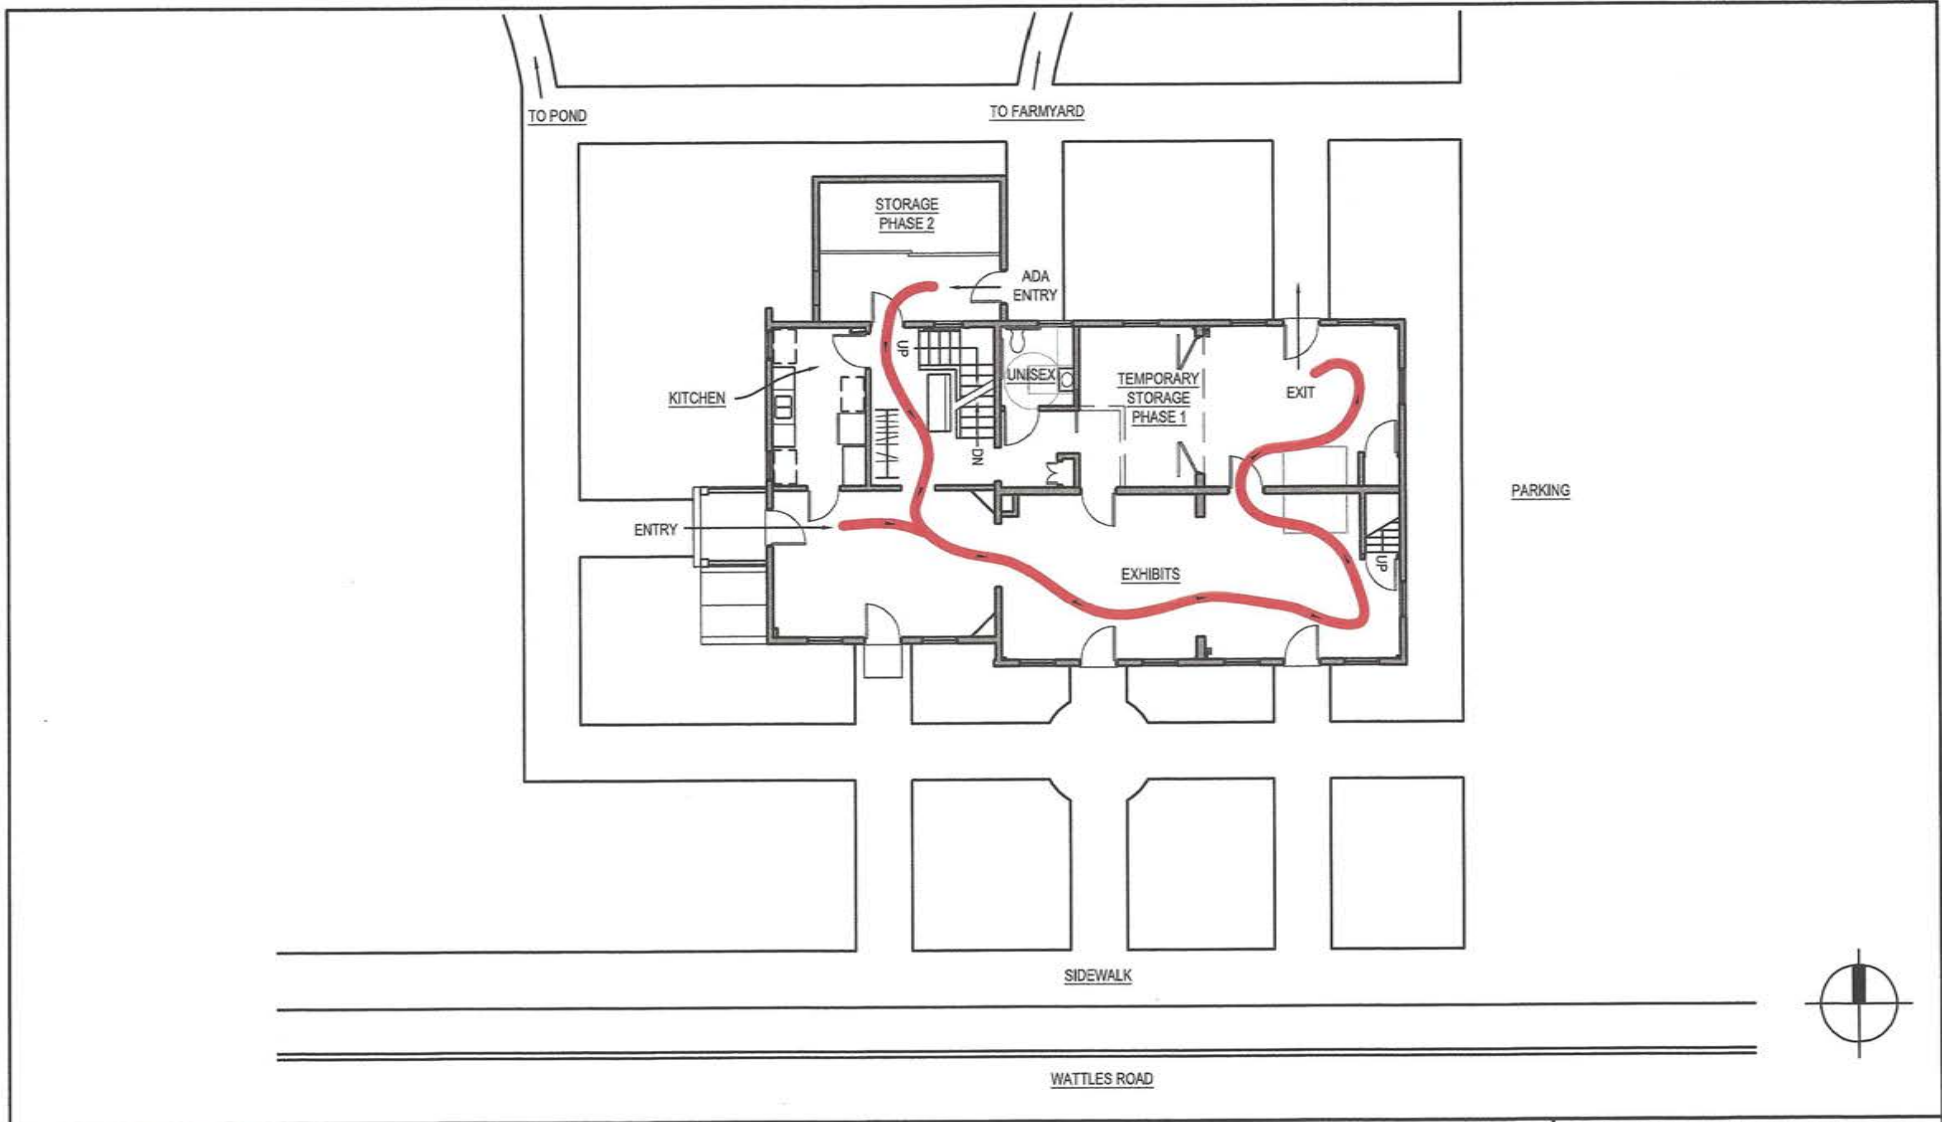 TO POND
TO FARMYARD
STORAGE
PHASE 2
ADA
ENTRY
UP
KITCHEN
UNISEX
TEMPORARY
STORAGE
PHASE 1
EXIT
DN
PARKING
ENTRY
EXHIBITS
UP
SIDEWALK
WATTLES ROAD